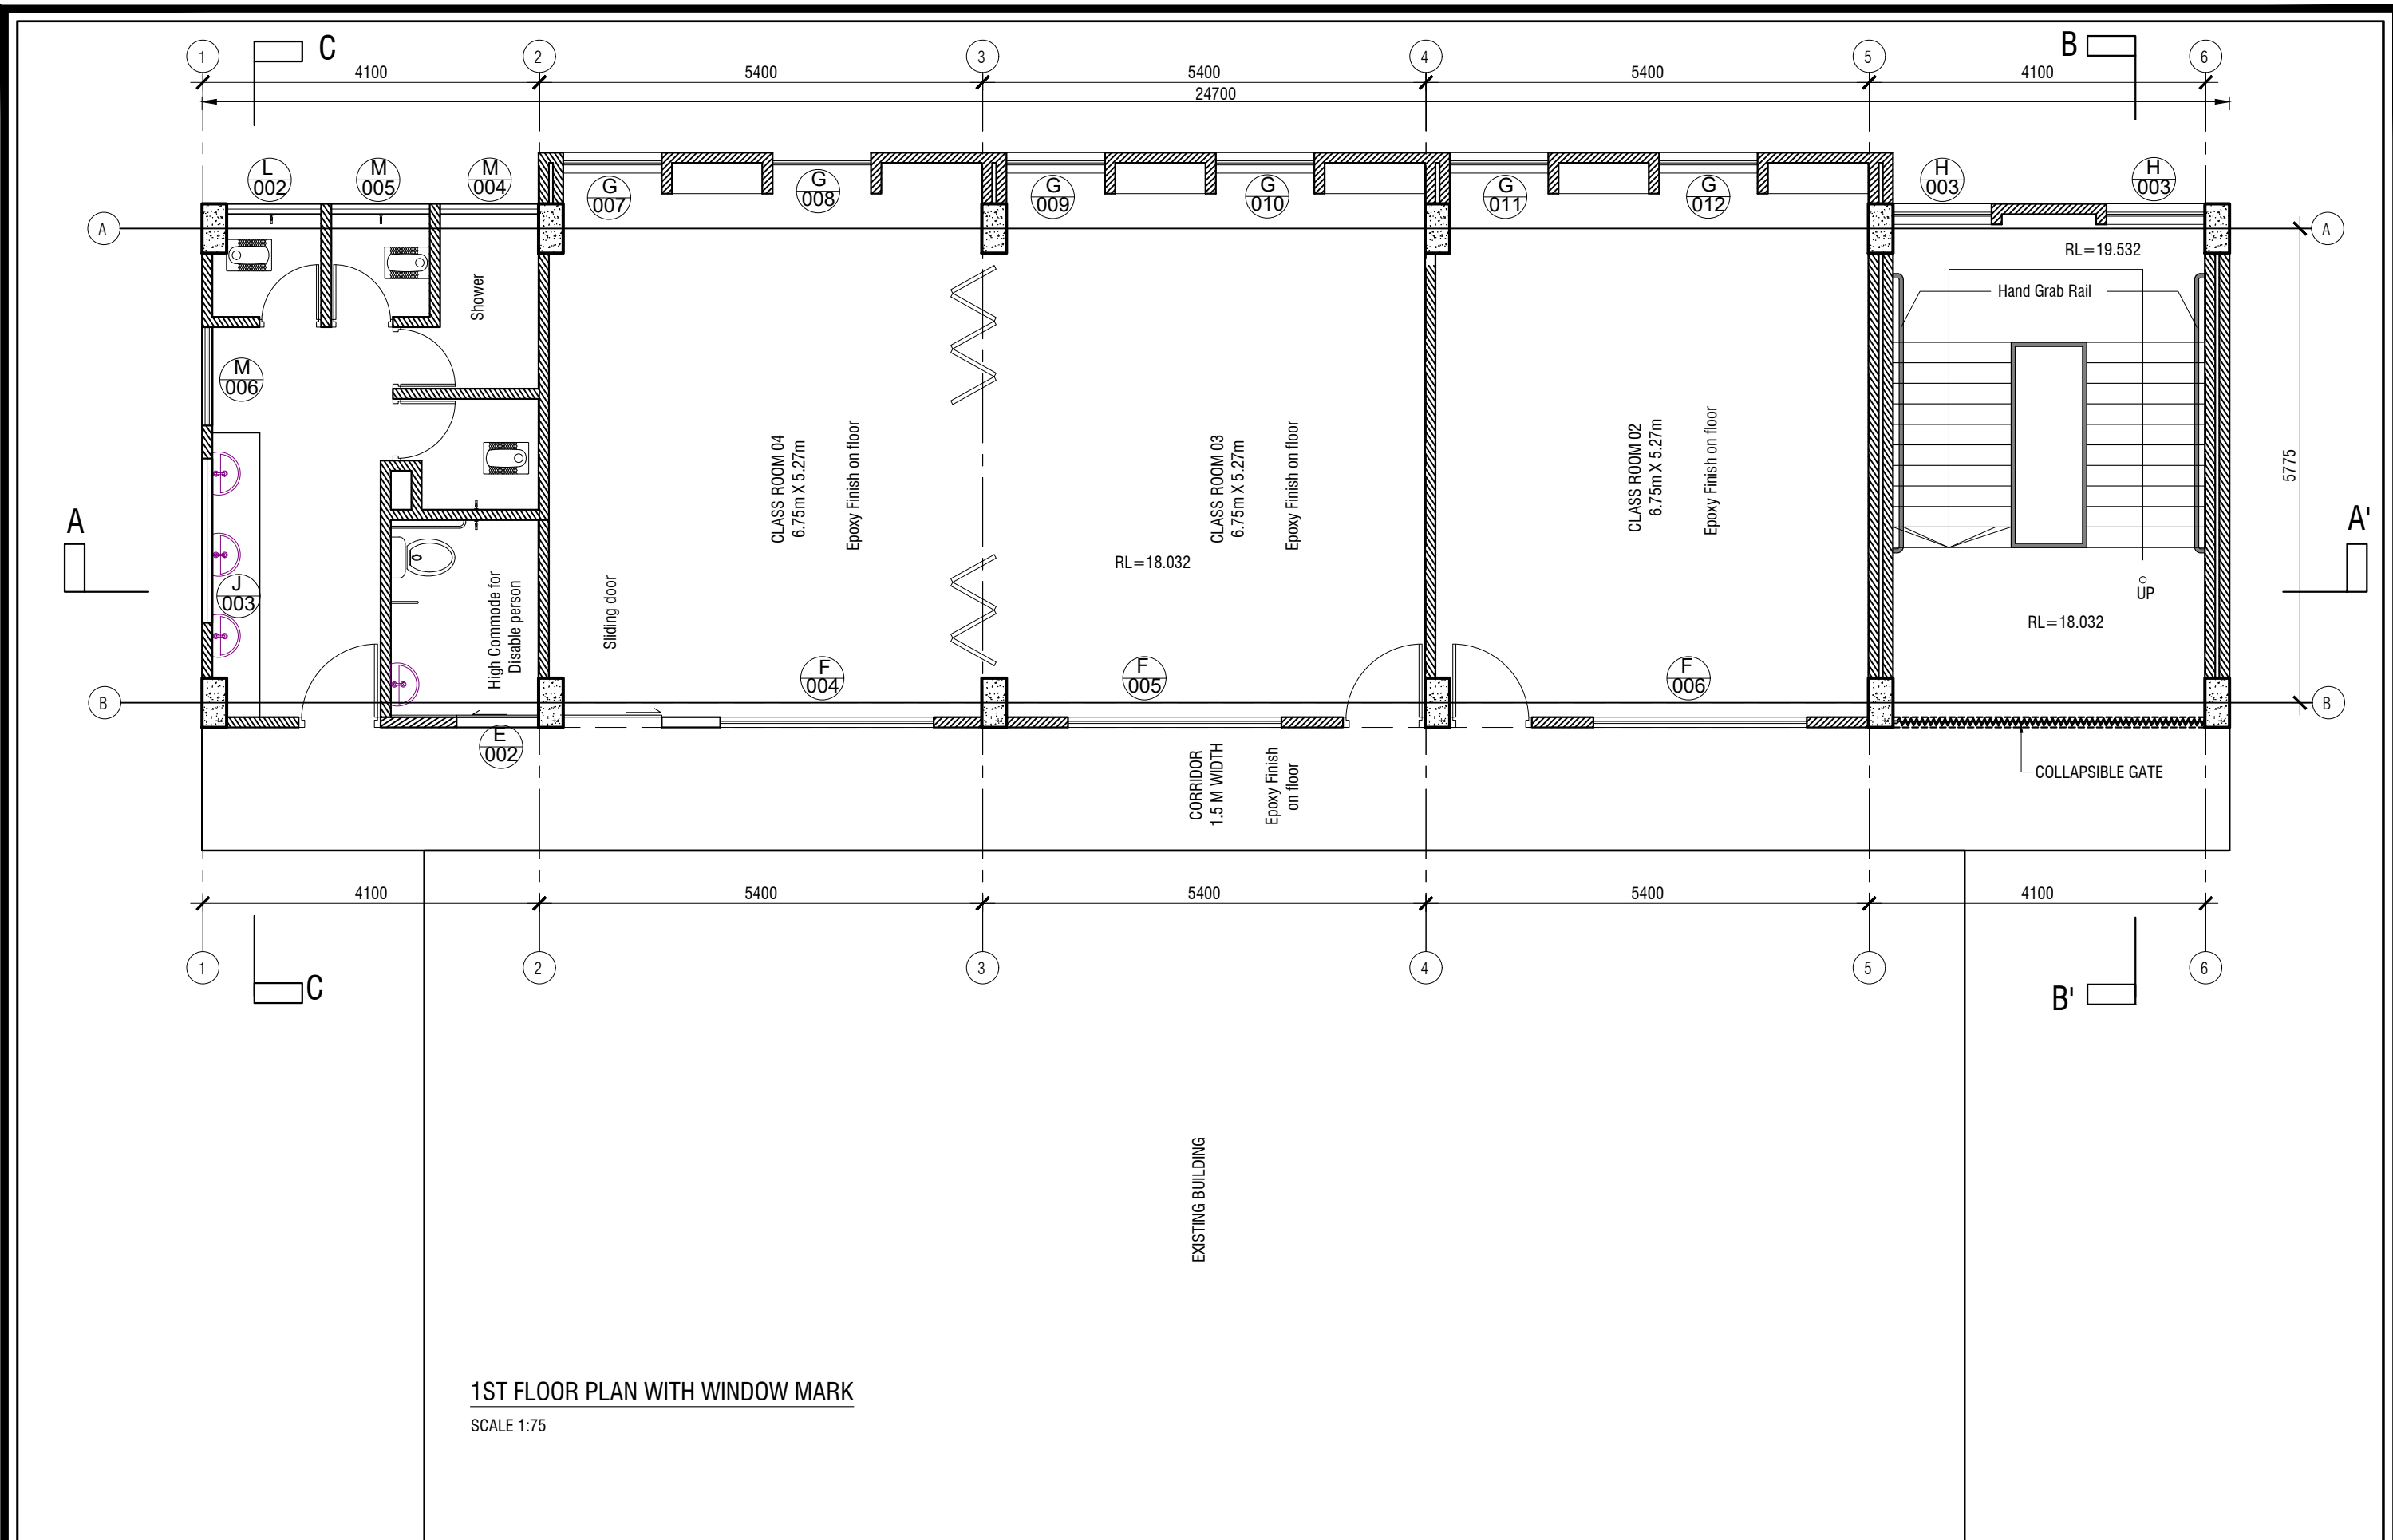 C
B
1
2
3
4
5
6
4100
5400
5400
5400
4100
24700
L
002
M
005
M
004
G
007
G
008
G
009
G
010
G
011
G
012
H
003
H
003
A
A
RL=19.532
Hand Grab Rail
Shower
M
006
CLASS ROOM 04
6.75m X 5.27m
Epoxy Finish on floor
CLASS ROOM 03
6.75m X 5.27m
Epoxy Finish on floor
CLASS ROOM 02
6.75m X 5.27m
Epoxy Finish on floor
5775
A
A'
RL=18.032
J
003
High Commode for
Disable person
Sliding door
UP
RL=18.032
F
004
F
005
F
006
B
B
E
002
CORRIDOR
1.5 M WIDTH
Epoxy Finish
on floor
COLLAPSIBLE GATE
4100
5400
5400
5400
4100
1
2
3
4
5
6
C
B'
EXISTING BUILDING
1ST FLOOR PLAN WITH WINDOW MARK
SCALE 1:75